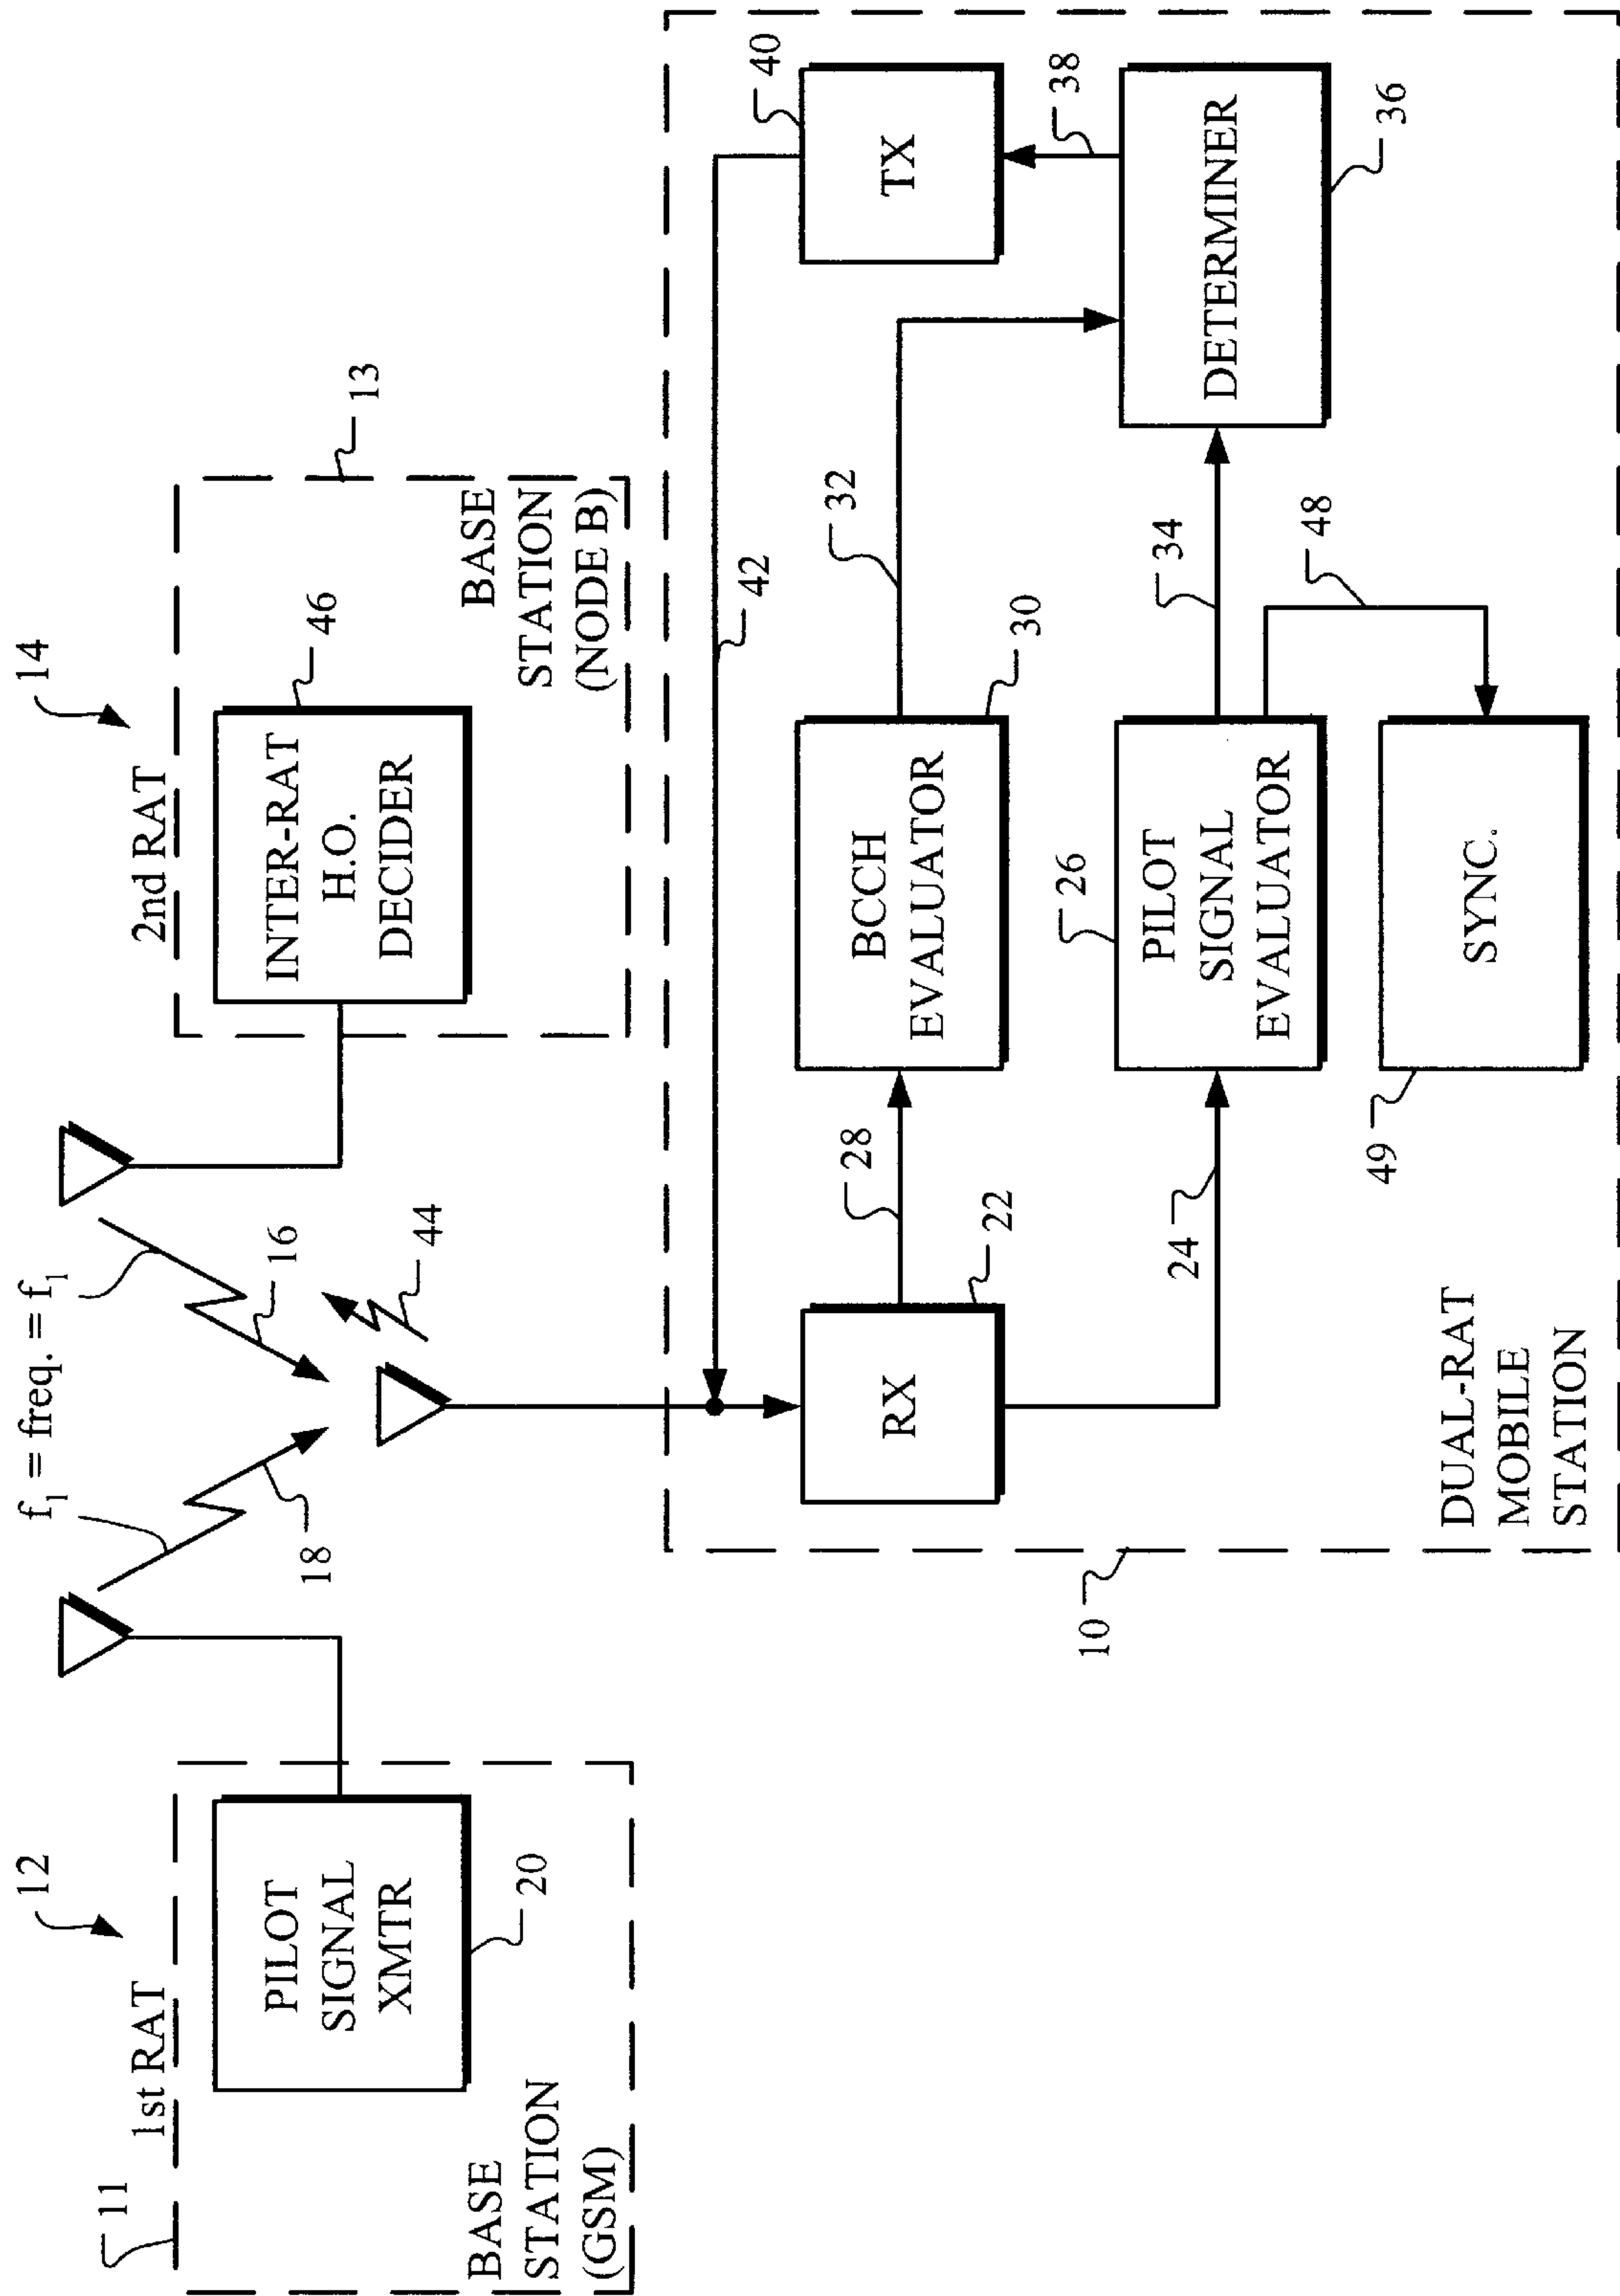 11
12
1st RAT
PILOT
SIGNAL
XMTR
20
BASE
STATION
(GSM)
f₁ = freq. = f₁
18
16
44
14
2nd RAT
13
INTER-RAT
H.O.
DECIDER
46
BASE
STATION
(NODE B)
10
DUAL-RAT
MOBILE
STATION
RX
22
28
24
42
BCCH
EVALUATOR
30
26
PILOT
SIGNAL
EVALUATOR
49
SYNC.
32
34
48
TX
40
38
DETERMINER
36